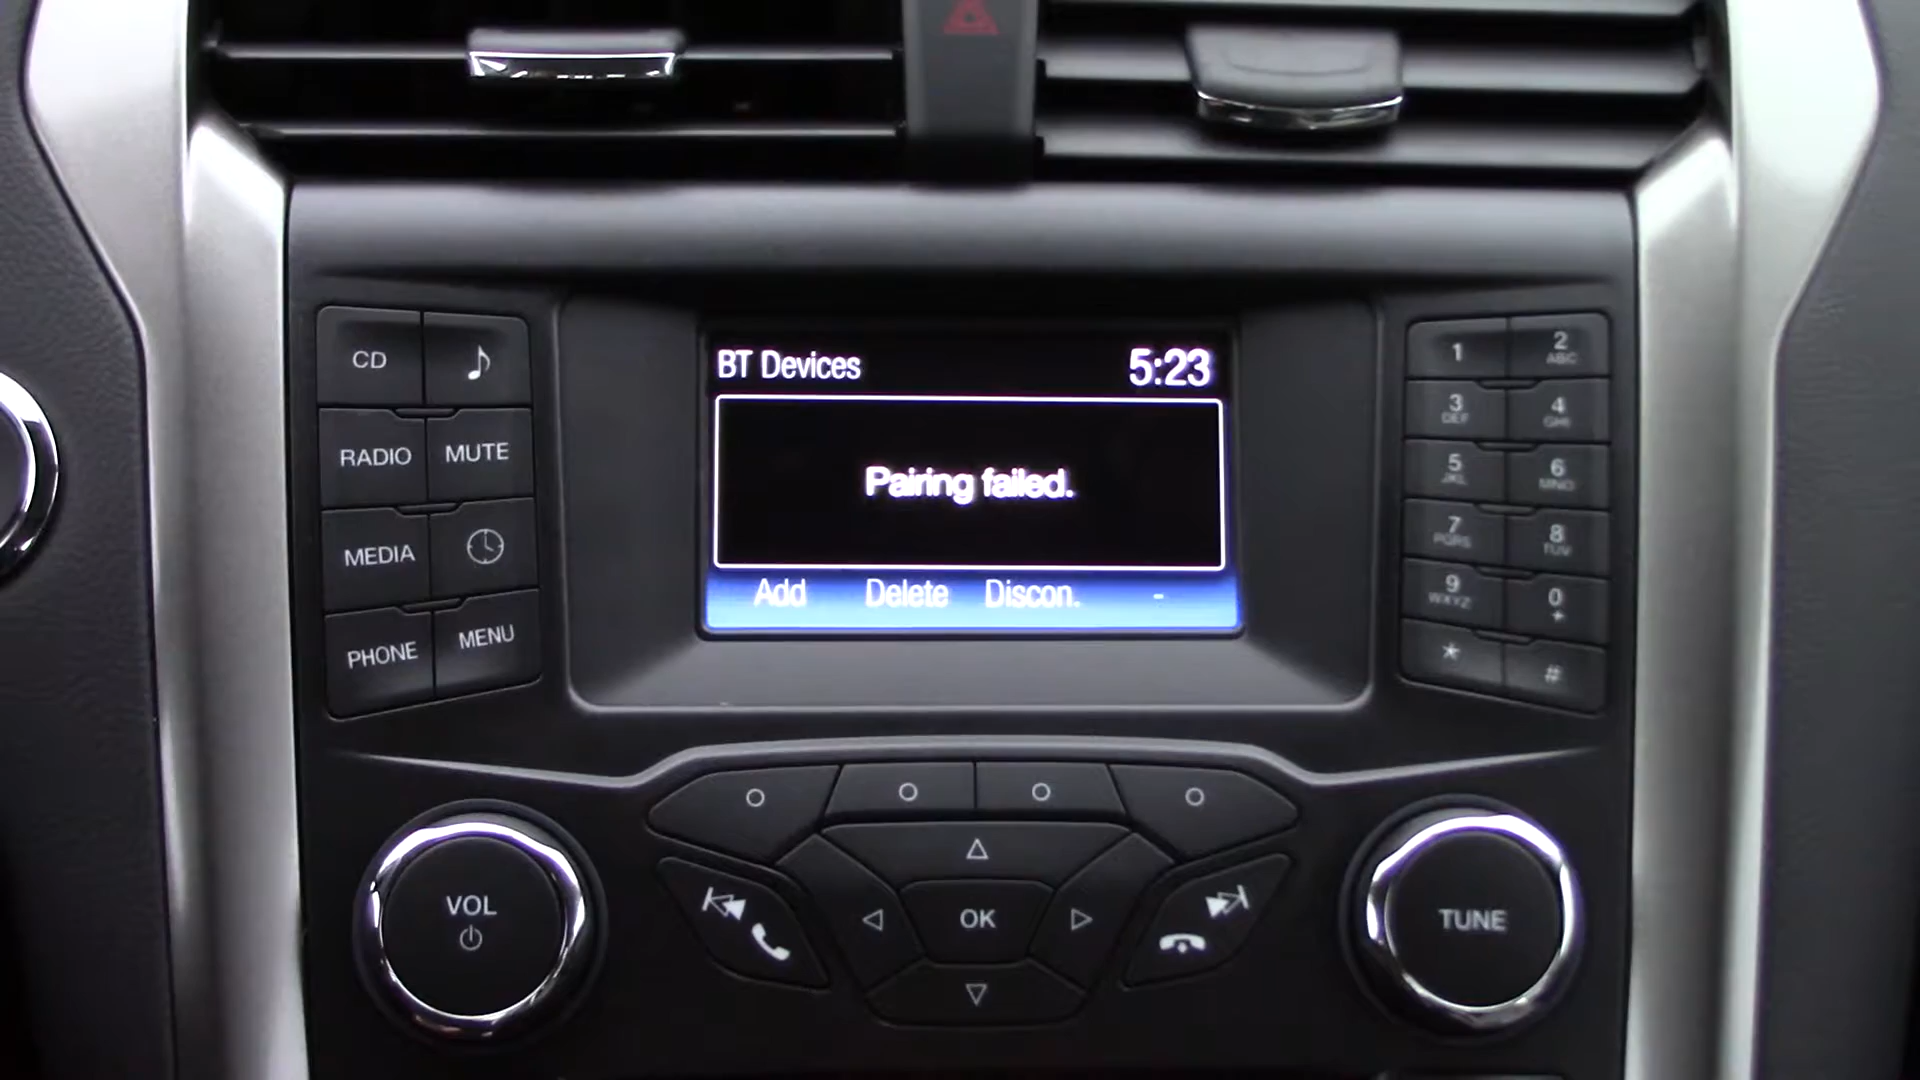 BT Devices 5:23
Pairing failed.
Add Delete Discon. -
CD
RADIO MUTE
MEDIA
PHONE MENU
1 2 ABC
3 DEF 4 GHI
5 JKL 6 MNO
7 PQRS 8 TUV
9 WXYZ 0 +
* #
VOL
OK
TUNE